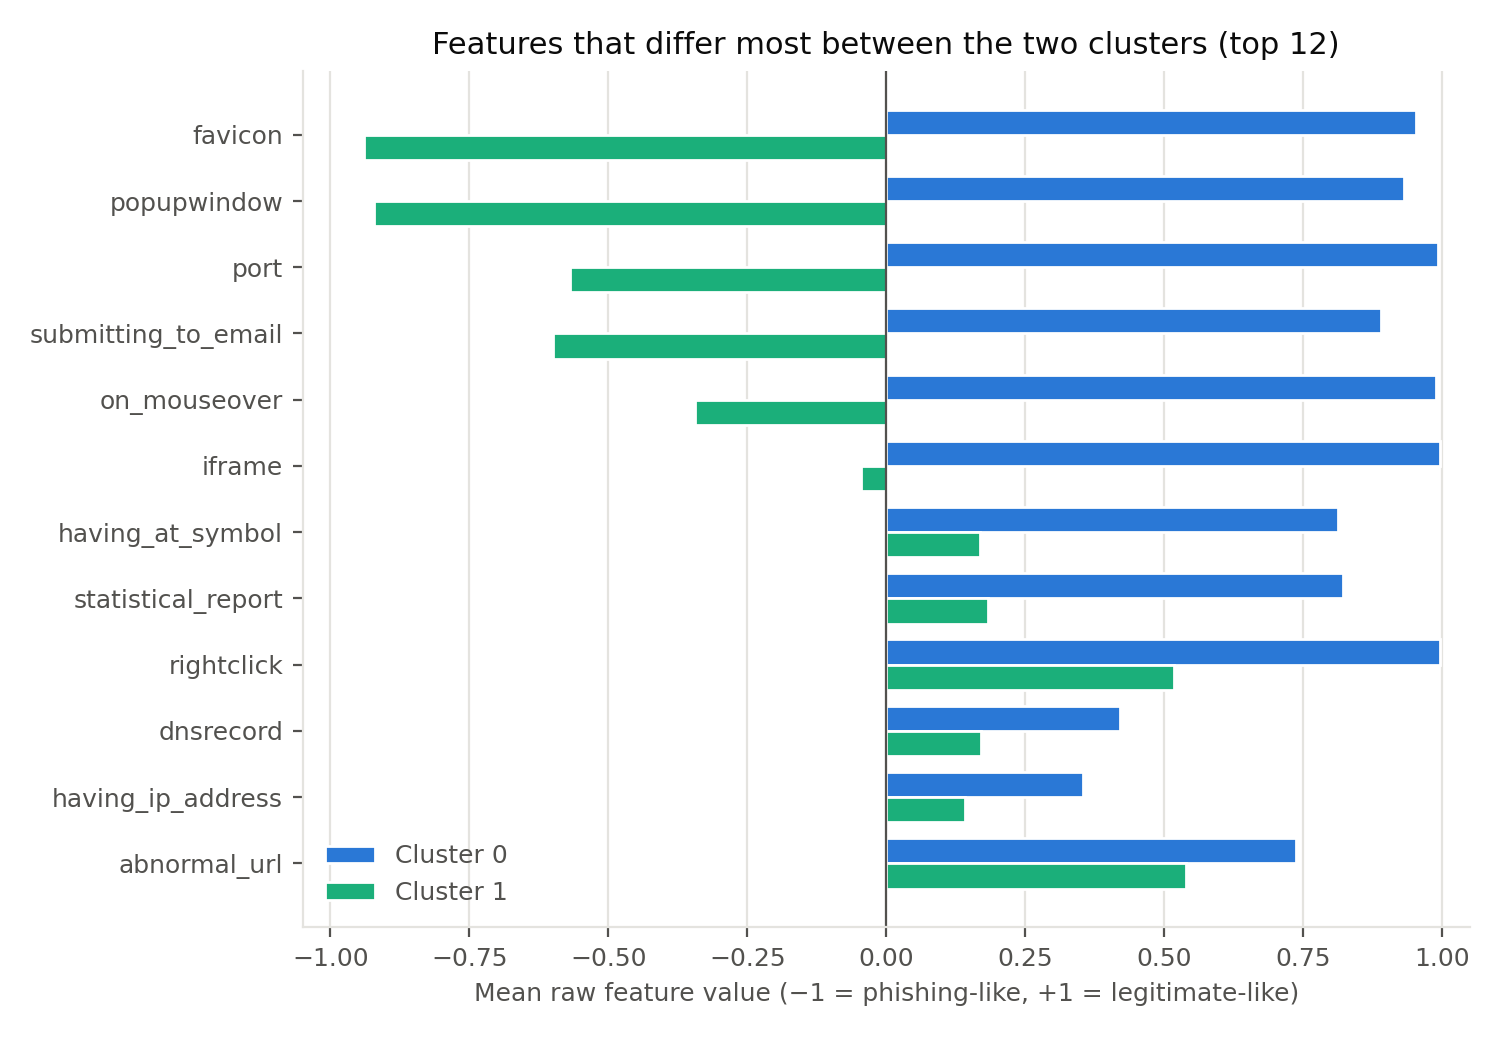 Features that differ most between the two clusters (top 12)
favicon
popupwindow
port
submitting_to_email
on_mouseover
iframe
having_at_symbol
statistical_report
rightclick
dnsrecord
having_ip_address
abnormal_url
Cluster 0
Cluster 1
−1.00 −0.75 −0.50 −0.25 0.00 0.25 0.50 0.75 1.00
Mean raw feature value (−1 = phishing-like, +1 = legitimate-like)